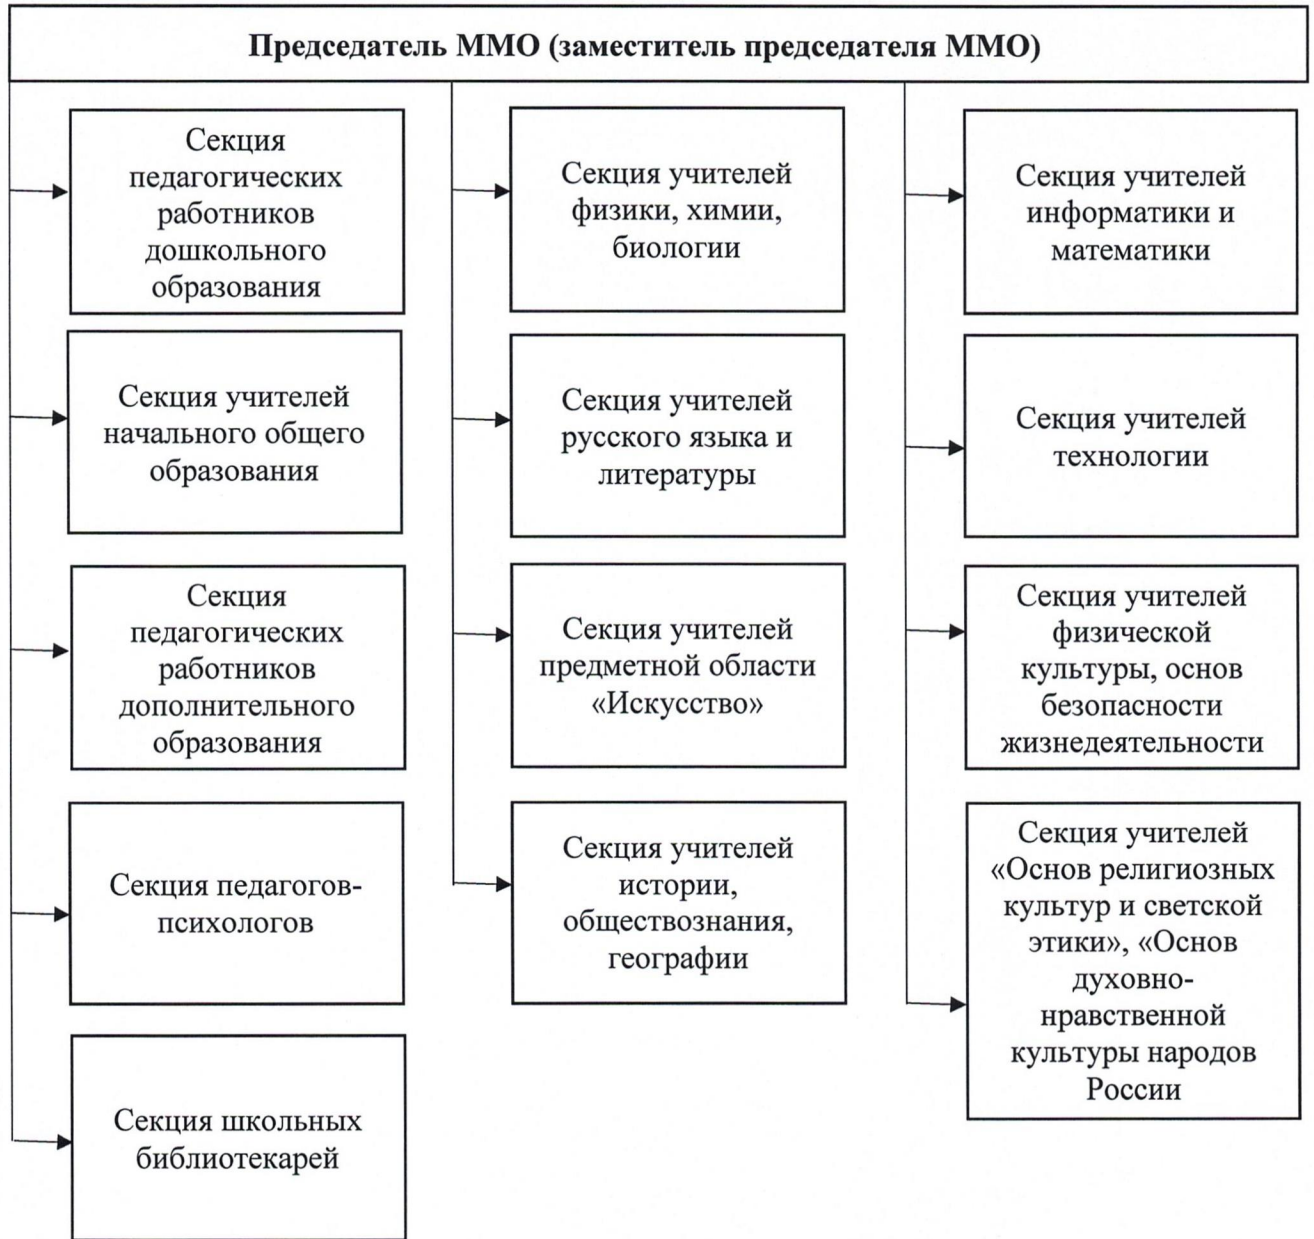 Председатель ММО (заместитель председателя ММО)
Секция
педагогических
работников
дошкольного
образования
Секция учителей
начального общего
образования
Секция
педагогических
работников
дополнительного
образования
Секция педагогов-
психологов
Секция школьных
библиотекарей
Секция учителей
физики, химии,
биологии
Секция учителей
русского языка и
литературы
Секция учителей
предметной области
«Искусство»
Секция учителей
истории,
обществознания,
географии
Секция учителей
информатики и
математики
Секция учителей
технологии
Секция учителей
физической
культуры, основ
безопасности
жизнедеятельности
Секция учителей
«Основ религиозных
культур и светской
этики», «Основ
духовно-
нравственной
культуры народов
России